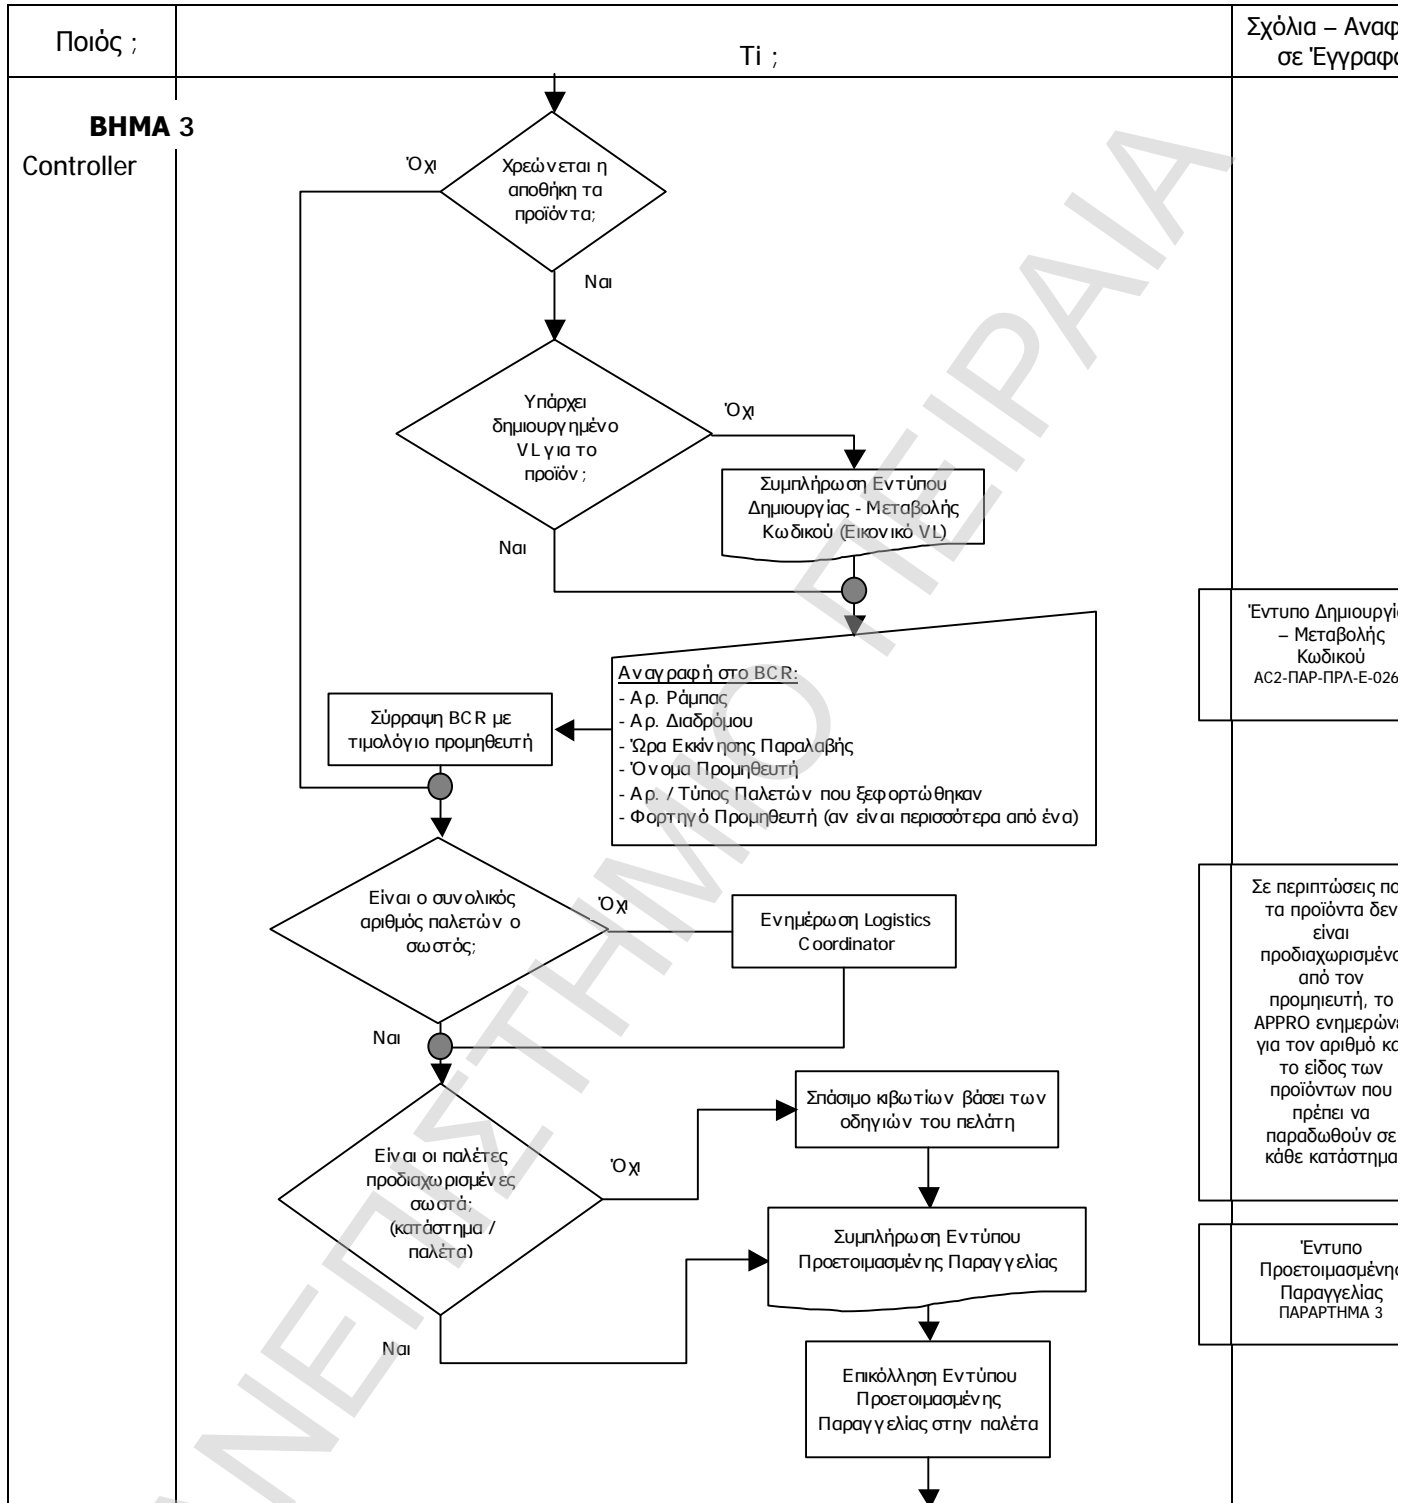 Ποιός ;
Τi ;
Σχόλια – Αναφ
σε Έγγραφα
ΒΗΜΑ 3
Controller
Όχι
Χρεώνεται η
αποθήκη τα
προϊόντα;
Ναι
Υπάρχει
δημιουργημένο
VL για το
προϊόν ;
Όχι
Συμπλήρωση Εντύπου
Δημιουργίας - Μεταβολής
Κωδικού (Εικονικό VL)
Ναι
Έντυπο Δημιουργί
– Μεταβολής
Κωδικού
AC2-ΠΑΡ-ΠΡΛ-Ε-026
Αναγραφή στο BCR:
- Αρ. Ράμπας
- Αρ. Διαδρόμου
- Ώρα Εκκίνησης Παραλαβής
- Όνομα Προμηθευτή
- Αρ. / Τύπος Παλετών που ξεφορτώθηκαν
- Φορτηγό Προμηθευτή (αν είναι περισσότερα από ένα)
Σύρραψη BCR με
τιμολόγιο προμηθευτή
Είναι ο συνολικός
αριθμός παλετών ο
σωστός;
Όχι
Ενημέρωση Logistics
Coordinator
Ναι
Σε περιπτώσεις πο
τα προϊόντα δεν
είναι
προδιαχωρισμένα
από τον
προμηιευτή, το
APPRO ενημερώνε
για τον αριθμό κα
το είδος των
προϊόντων που
πρέπει να
παραδωθούν σε
κάθε κατάστημα
Είναι οι παλέτες
προδιαχωρισμένες
σωστά;
(κατάστημα /
παλέτα)
Όχι
Σπάσιμο κιβωτίων βάσει των
οδηγιών του πελάτη
Συμπλήρωση Εντύπου
Προετοιμασμένης Παραγγελίας
Έντυπο
Προετοιμασμένης
Παραγγελίας
ΠΑΡΑΡΤΗΜΑ 3
Ναι
Επικόλληση Εντύπου
Προετοιμασμένης
Παραγγελίας στην παλέτα
ΑΝΕΠΙΣΤΗΜΙΟ ΠΕΙΡΑΙΑ